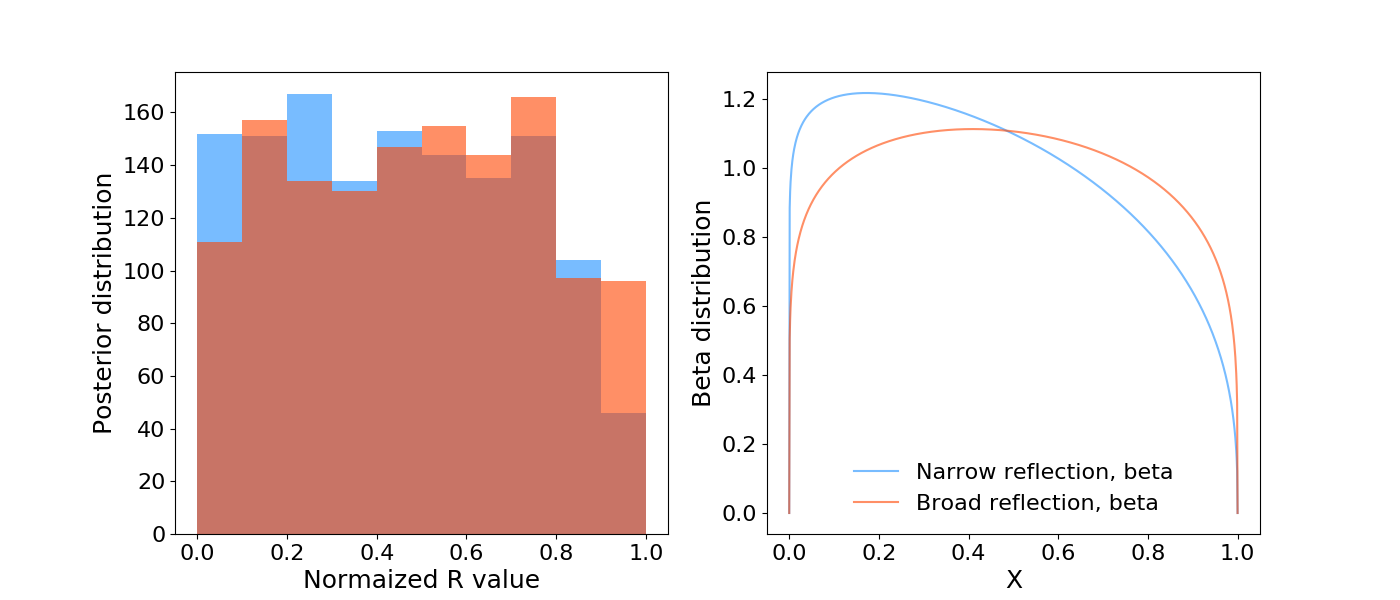 Posterior distribution
160
140
120
100
80
60
40
20
0
0.0 0.2 0.4 0.6 0.8 1.0
Normaized R value
Beta distribution
1.2
1.0
0.8
0.6
0.4
0.2
0.0
Narrow reflection, beta
Broad reflection, beta
0.0 0.2 0.4 0.6 0.8 1.0
X